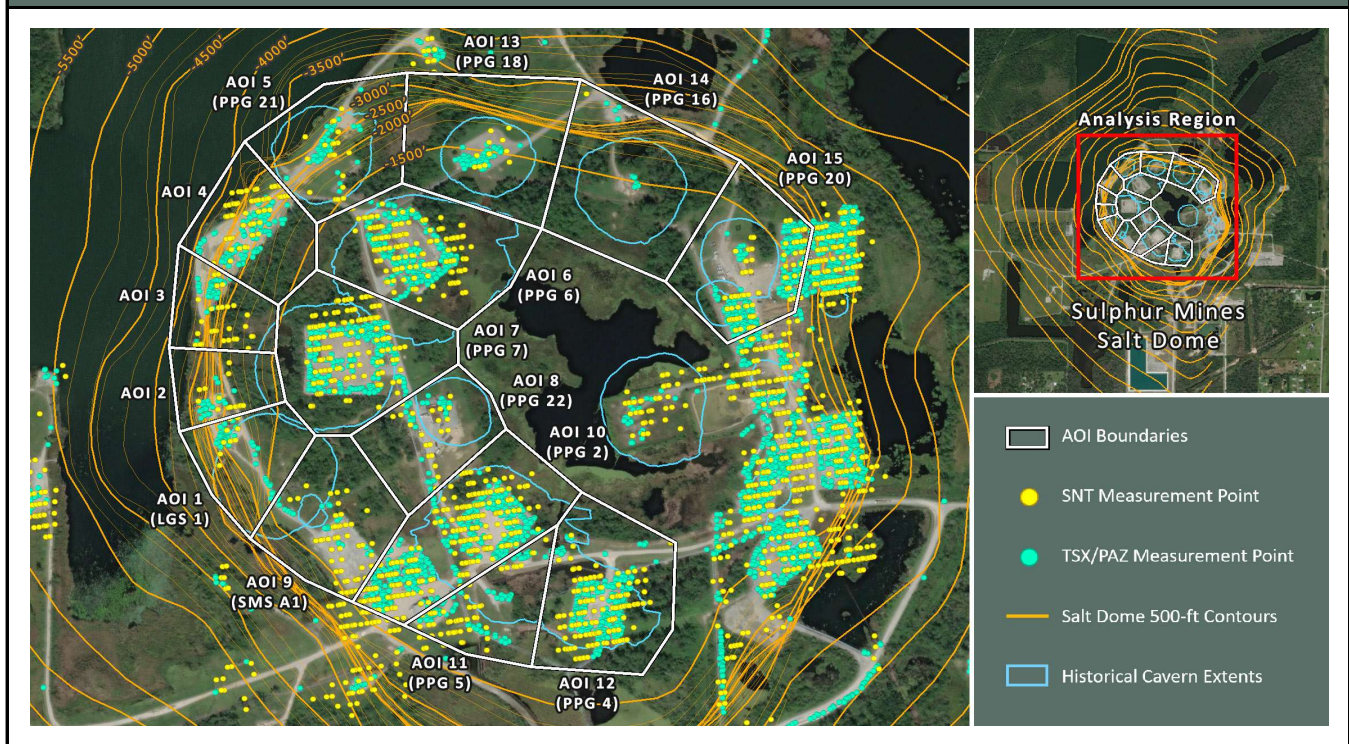 -5500'
-5000'
-4500'
-4000'
-3500'
-3000'
-2500'
-2000'
-1500'
AOI 13
(PPG 18)
AOI 14
(PPG 16)
AOI 5
(PPG 21)
AOI 15
(PPG 20)
AOI 4
AOI 3
AOI 6
(PPG 6)
AOI 7
(PPG 7)
AOI 2
AOI 8
(PPG 22)
AOI 10
(PPG 2)
AOI 1
(LGS 1)
AOI 9
(SMS A1)
AOI 11
(PPG 5)
AOI 12
(PPG 4)
Analysis Region
Sulphur Mines
Salt Dome
AOI Boundaries
SNT Measurement Point
TSX/PAZ Measurement Point
Salt Dome 500-ft Contours
Historical Cavern Extents